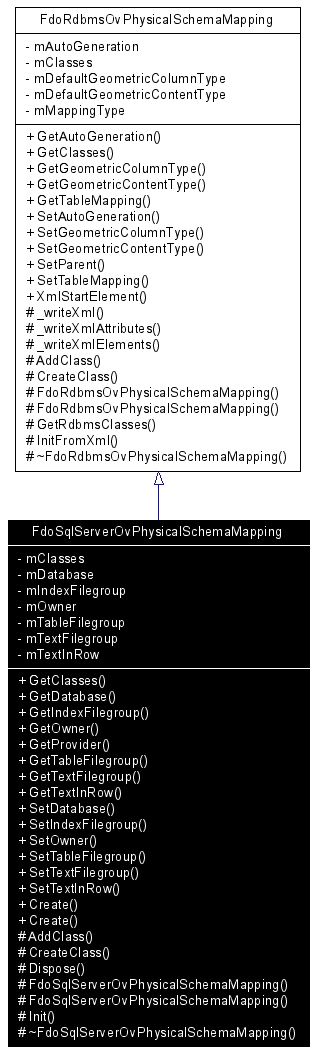 FdoRdbmsOvPhysicalSchemaMapping
- mAutoGeneration
- mClasses
- mDefaultGeometricColumnType
- mDefaultGeometricContentType
- mMappingType
+ GetAutoGeneration()
+ GetClasses()
+ GetGeometricColumnType()
+ GetGeometricContentType()
+ GetTableMapping()
+ SetAutoGeneration()
+ SetGeometricColumnType()
+ SetGeometricContentType()
+ SetParent()
+ SetTableMapping()
+ XmlStartElement()
# _writeXml()
# _writeXmlAttributes()
# _writeXmlElements()
# AddClass()
# CreateClass()
# FdoRdbmsOvPhysicalSchemaMapping()
# FdoRdbmsOvPhysicalSchemaMapping()
# GetRdbmsClasses()
# InitFromXml()
# ~FdoRdbmsOvPhysicalSchemaMapping()
FdoSqlServerOvPhysicalSchemaMapping
- mClasses
- mDatabase
- mIndexFilegroup
- mOwner
- mTableFilegroup
- mTextFilegroup
- mTextInRow
+ GetClasses()
+ GetDatabase()
+ GetIndexFilegroup()
+ GetOwner()
+ GetProvider()
+ GetTableFilegroup()
+ GetTextFilegroup()
+ GetTextInRow()
+ SetDatabase()
+ SetIndexFilegroup()
+ SetOwner()
+ SetTableFilegroup()
+ SetTextFilegroup()
+ SetTextInRow()
+ Create()
+ Create()
# AddClass()
# CreateClass()
# Dispose()
# FdoSqlServerOvPhysicalSchemaMapping()
# FdoSqlServerOvPhysicalSchemaMapping()
# Init()
# ~FdoSqlServerOvPhysicalSchemaMapping()